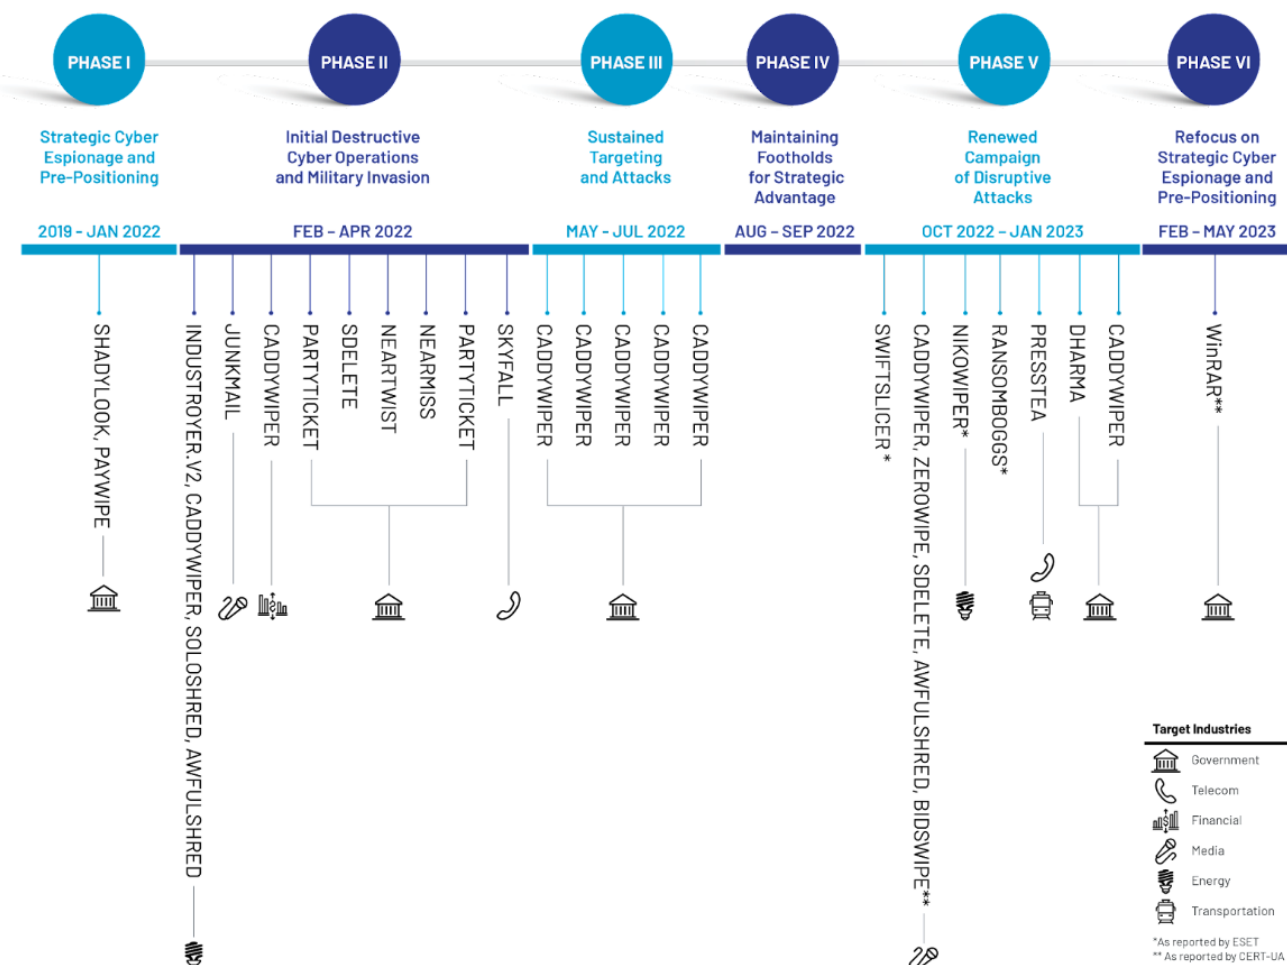 PHASE I
PHASE II
PHASE III
PHASE IV
PHASE V
PHASE VI
Strategic Cyber
Espionage and
Pre-Positioning
Initial Destructive
Cyber Operations
and Military Invasion
Sustained
Targeting
and Attacks
Maintaining
Footholds
for Strategic
Advantage
Renewed
Campaign
of Disruptive
Attacks
Refocus on
Strategic Cyber
Espionage and
Pre-Positioning
2019 - JAN 2022
FEB – APR 2022
MAY - JUL 2022
AUG – SEP 2022
OCT 2022 – JAN 2023
FEB – MAY 2023
SHADYLOOK, PAYWIPE
INDUSTROYER.V2, CADDYWIPER, SOLOSHRED, AWFULSHRED
JUNKMAIL
CADDYWIPER
PARTYTICKET
SDELETE
NEARTWIST
NEARMISS
PARTYTICKET
SKYFALL
CADDYWIPER
CADDYWIPER
CADDYWIPER
CADDYWIPER
CADDYWIPER
SWIFTSLICER*
CADDYWIPER, ZEROWIPE, SDELETE, AWFULSHRED, BIDSWIPE**
NIKOWIPER*
RANSOMBOGGS*
PRESSTEA
DHARMA
CADDYWIPER
WinRAR**
Target Industries
Government
Telecom
Financial
Media
Energy
Transportation
*As reported by ESET
** As reported by CERT-UA